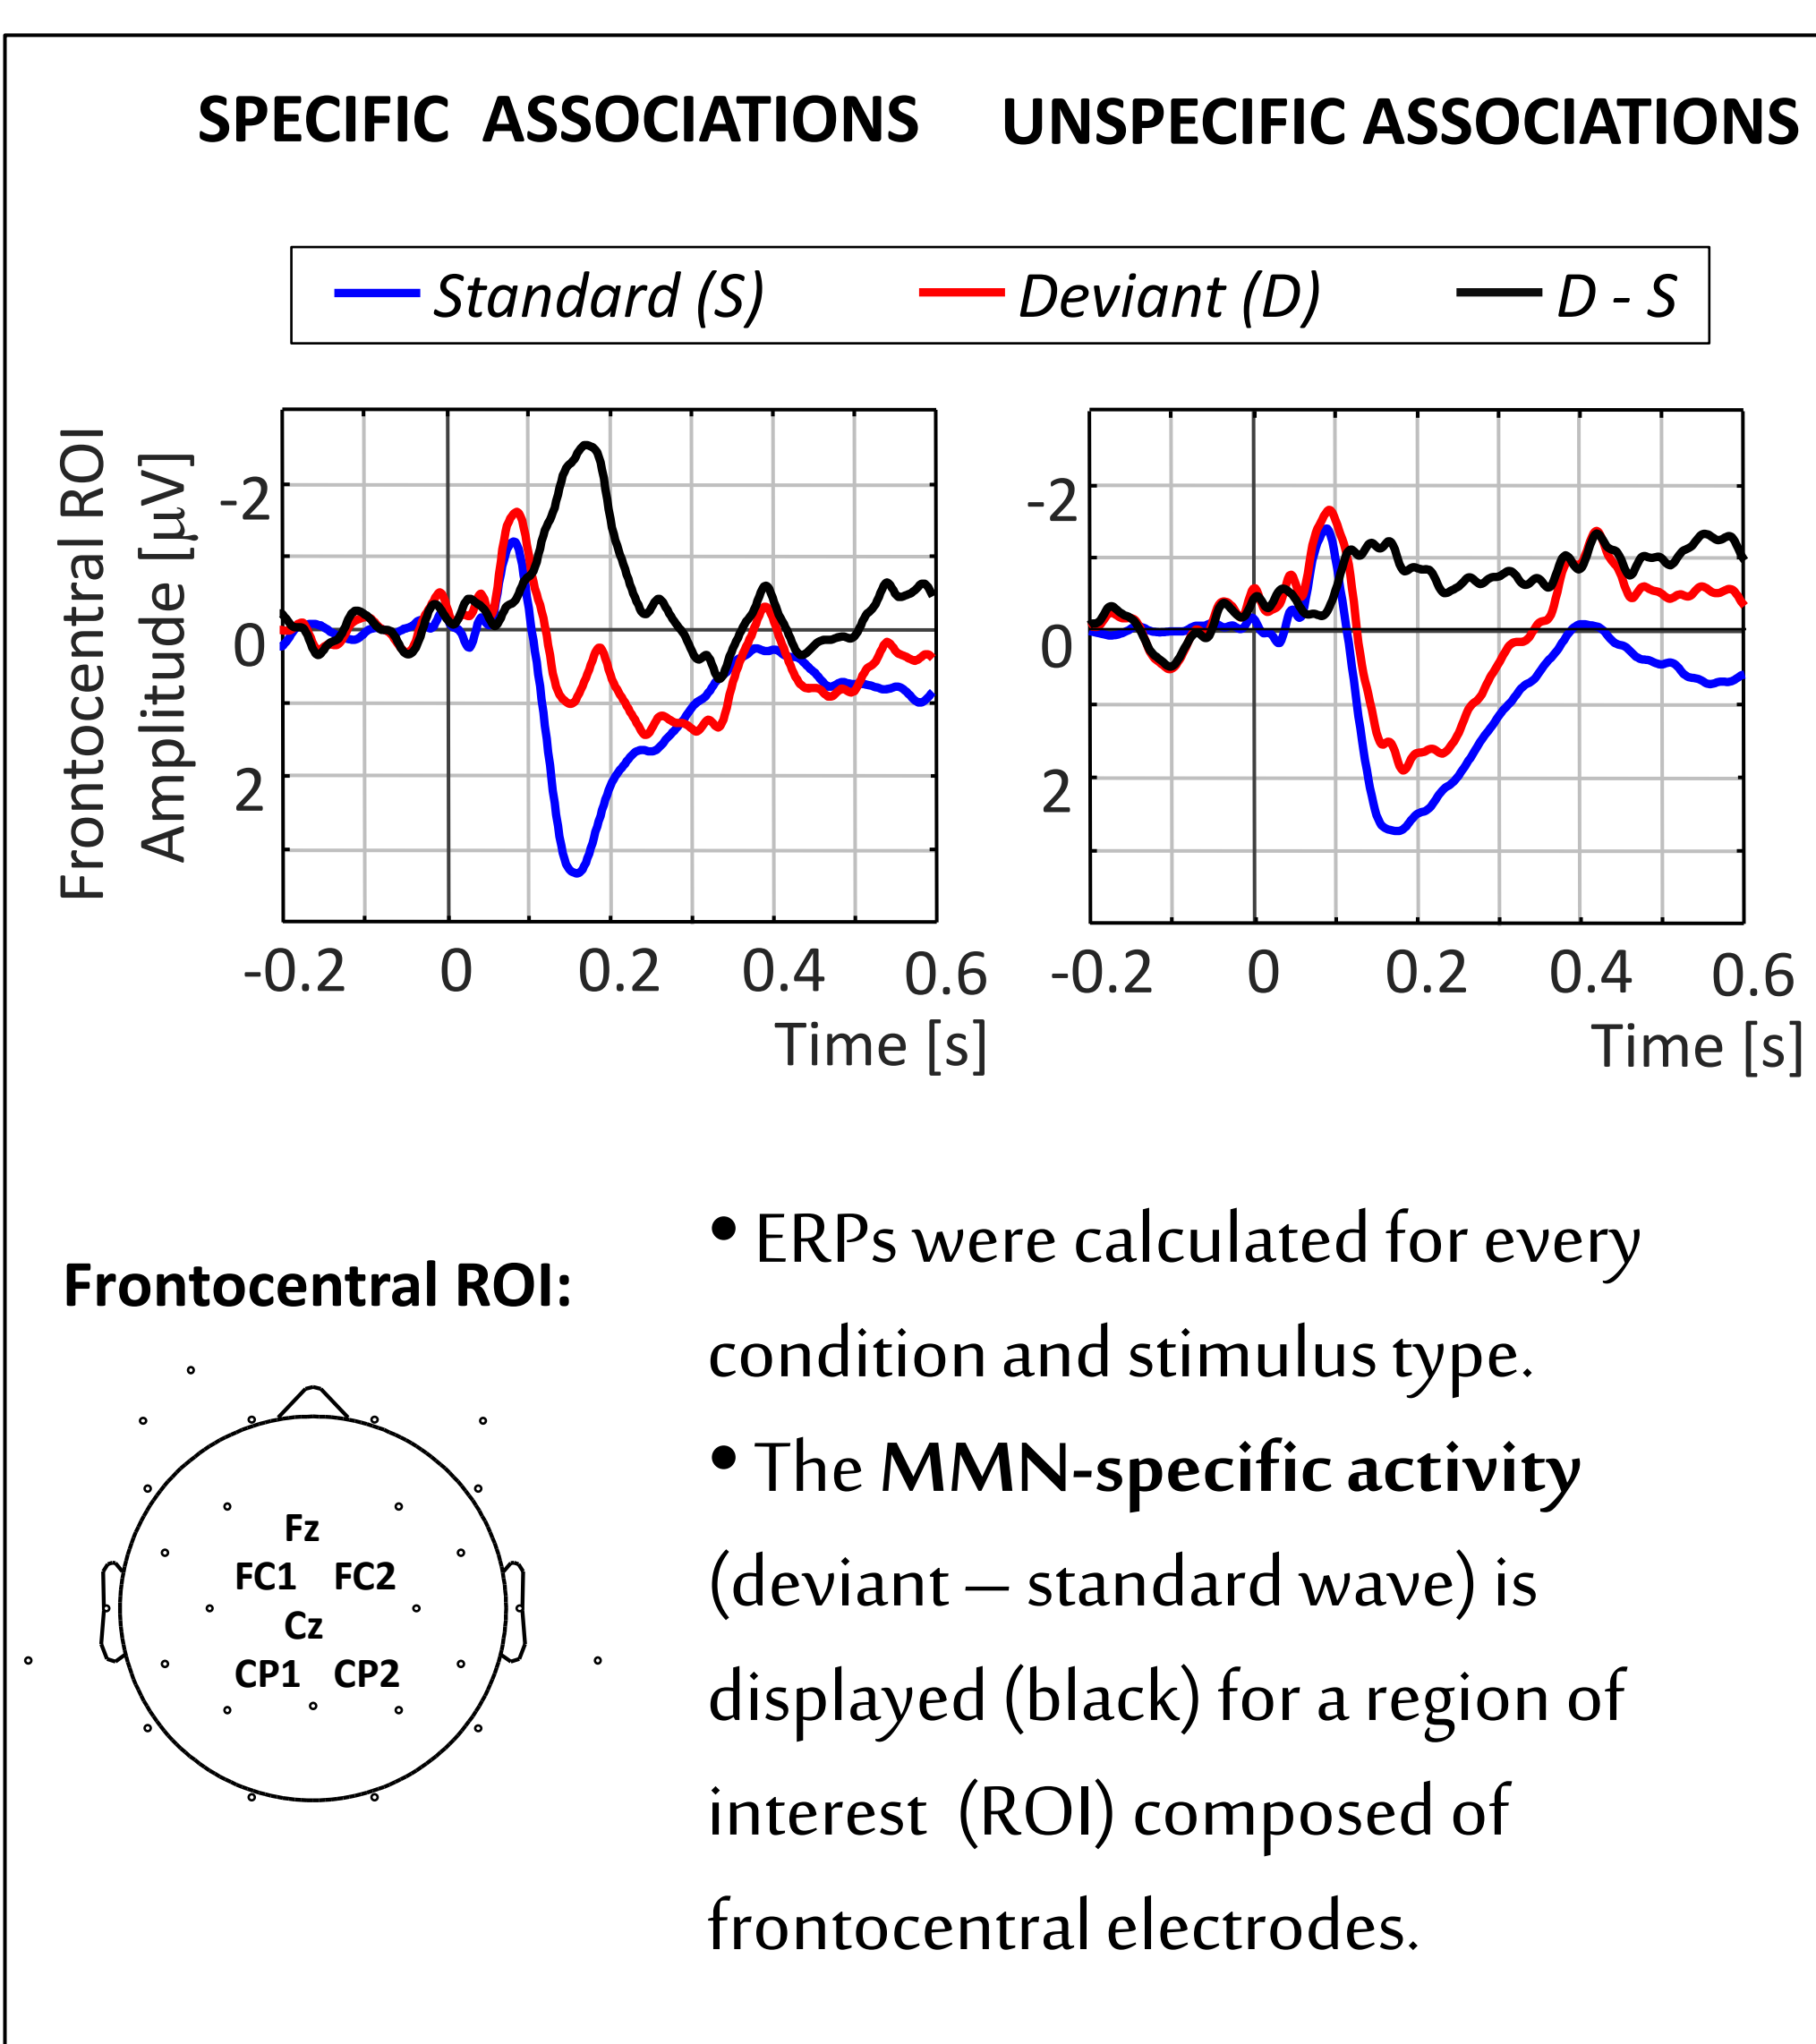 SPECIFIC ASSOCIATIONS
UNSPECIFIC ASSOCIATIONS
Standard (S)
Deviant (D)
D - S
Frontocentral ROI
Amplitude [μV]
-2
0
2
-0.2
0
0.2
0.4
0.6
Time [s]
-2
0
2
-0.2
0
0.2
0.4
0.6
Time [s]
Frontocentral ROI:
Fz
FC1 FC2
Cz
CP1 CP2
• ERPs were calculated for every
condition and stimulus type.
• The MMN-specific activity
(deviant – standard wave) is
displayed (black) for a region of
interest (ROI) composed of
frontocentral electrodes.